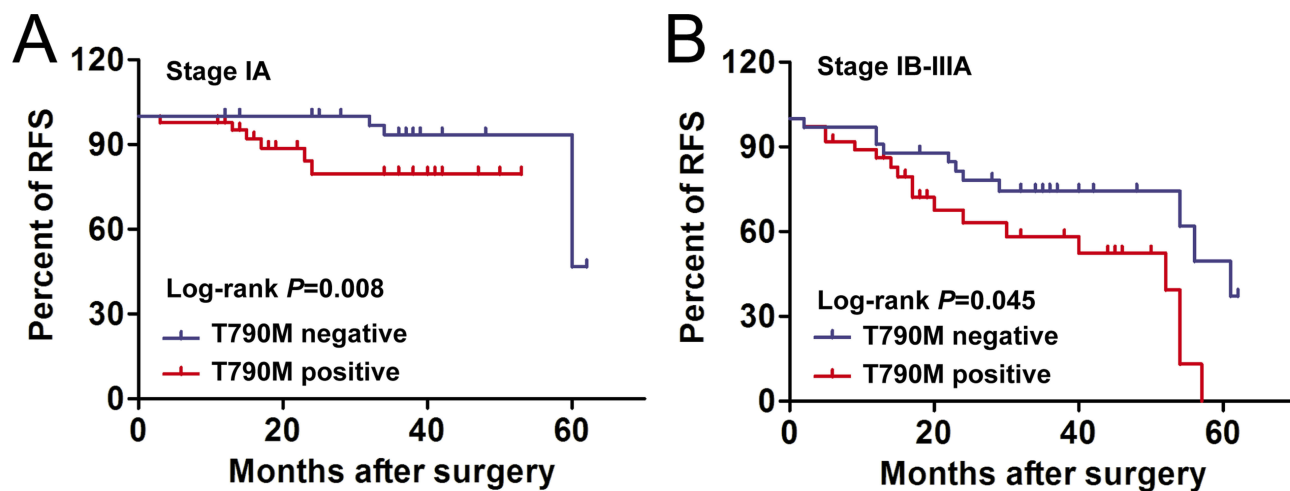 A
Stage IA
Percent of RFS
120
90
60
30
0
Log-rank P=0.008
T790M negative
T790M positive
0 20 40 60
Months after surgery
B
Stage IB-IIIA
Percent of RFS
120
90
60
30
0
Log-rank P=0.045
T790M negative
T790M positive
0 20 40 60
Months after surgery